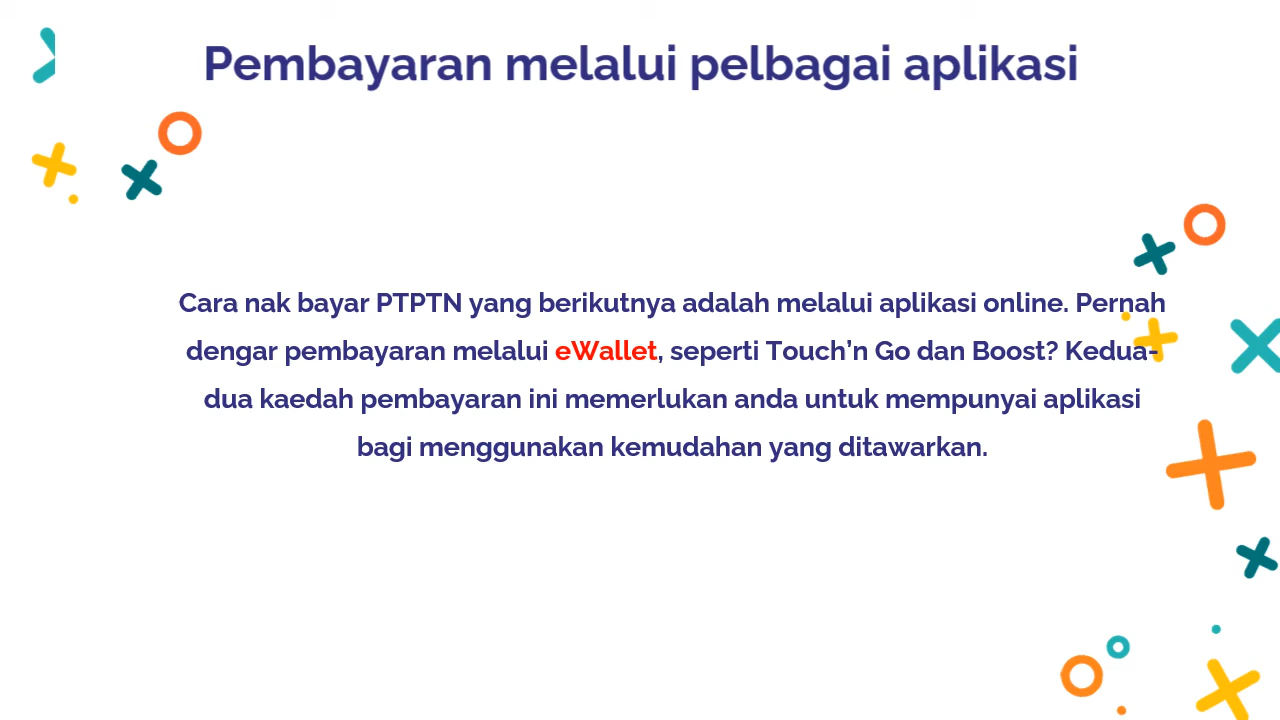 Pembayaran melalui pelbagai aplikasi
Cara nak bayar PTPTN yang berikutnya adalah melalui aplikasi online. Pernah
dengar pembayaran melalui eWallet, seperti Touch’n Go dan Boost? Kedua-
dua kaedah pembayaran ini memerlukan anda untuk mempunyai aplikasi
bagi menggunakan kemudahan yang ditawarkan.